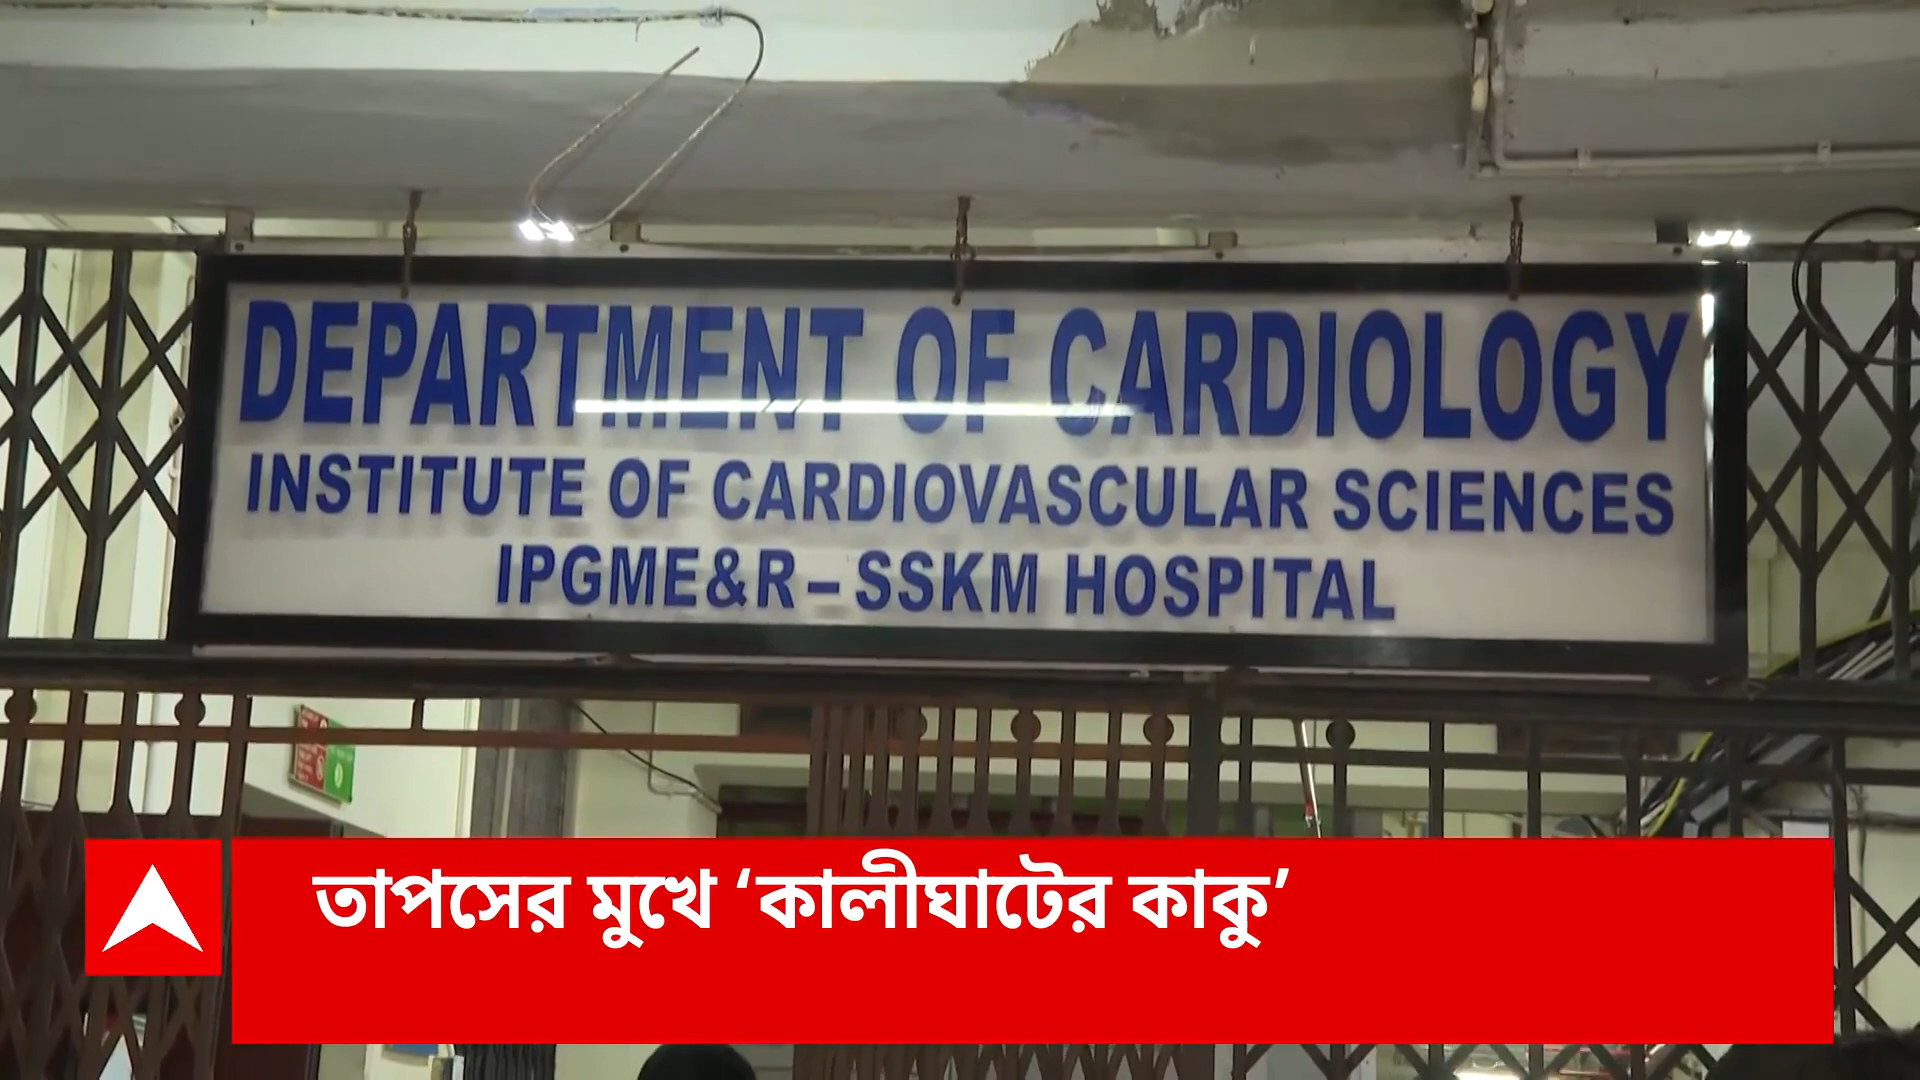 DEPARTMENT OF CARDIOLOGY
INSTITUTE OF CARDIOVASCULAR SCIENCES
IPGME&R–SSKM HOSPITAL
তাপসের মুখে ‘কালীঘাটের কাকু’